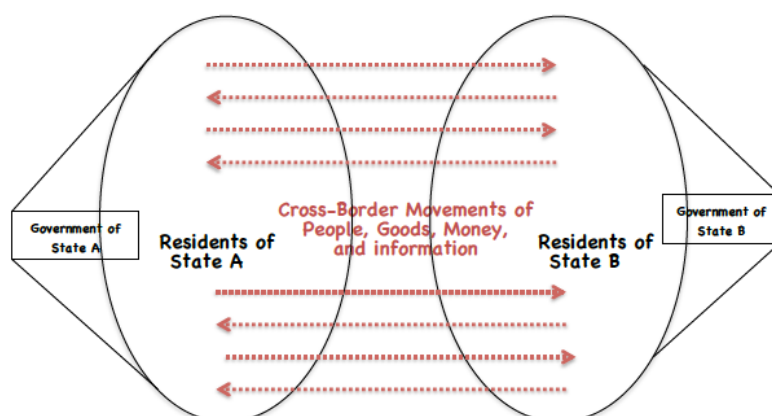 Cross-Border Movements of
People, Goods, Money,
and information
Government of
State A
Residents of
State A
Residents of
State B
Government of
State B